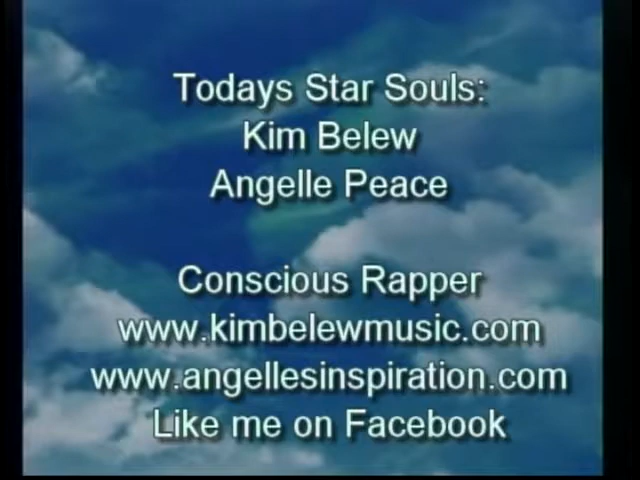 Todays Star Souls:
Kim Belew
Angelle Peace
Conscious Rapper
www.kimbelewmusic.com
www.angellesinspiration.com
Like me on Facebook